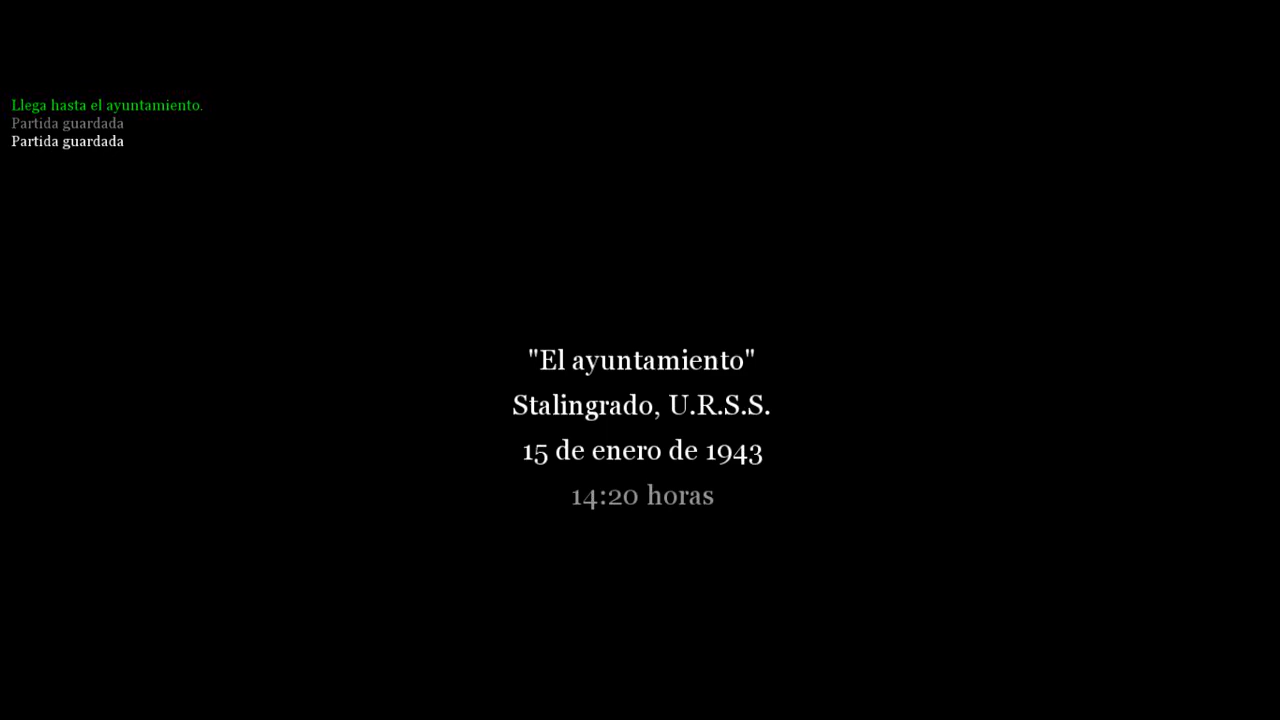 Llega hasta el ayuntamiento.
Partida guardada
Partida guardada
"El ayuntamiento"
Stalingrado, U.R.S.S.
15 de enero de 1943
14:20 horas